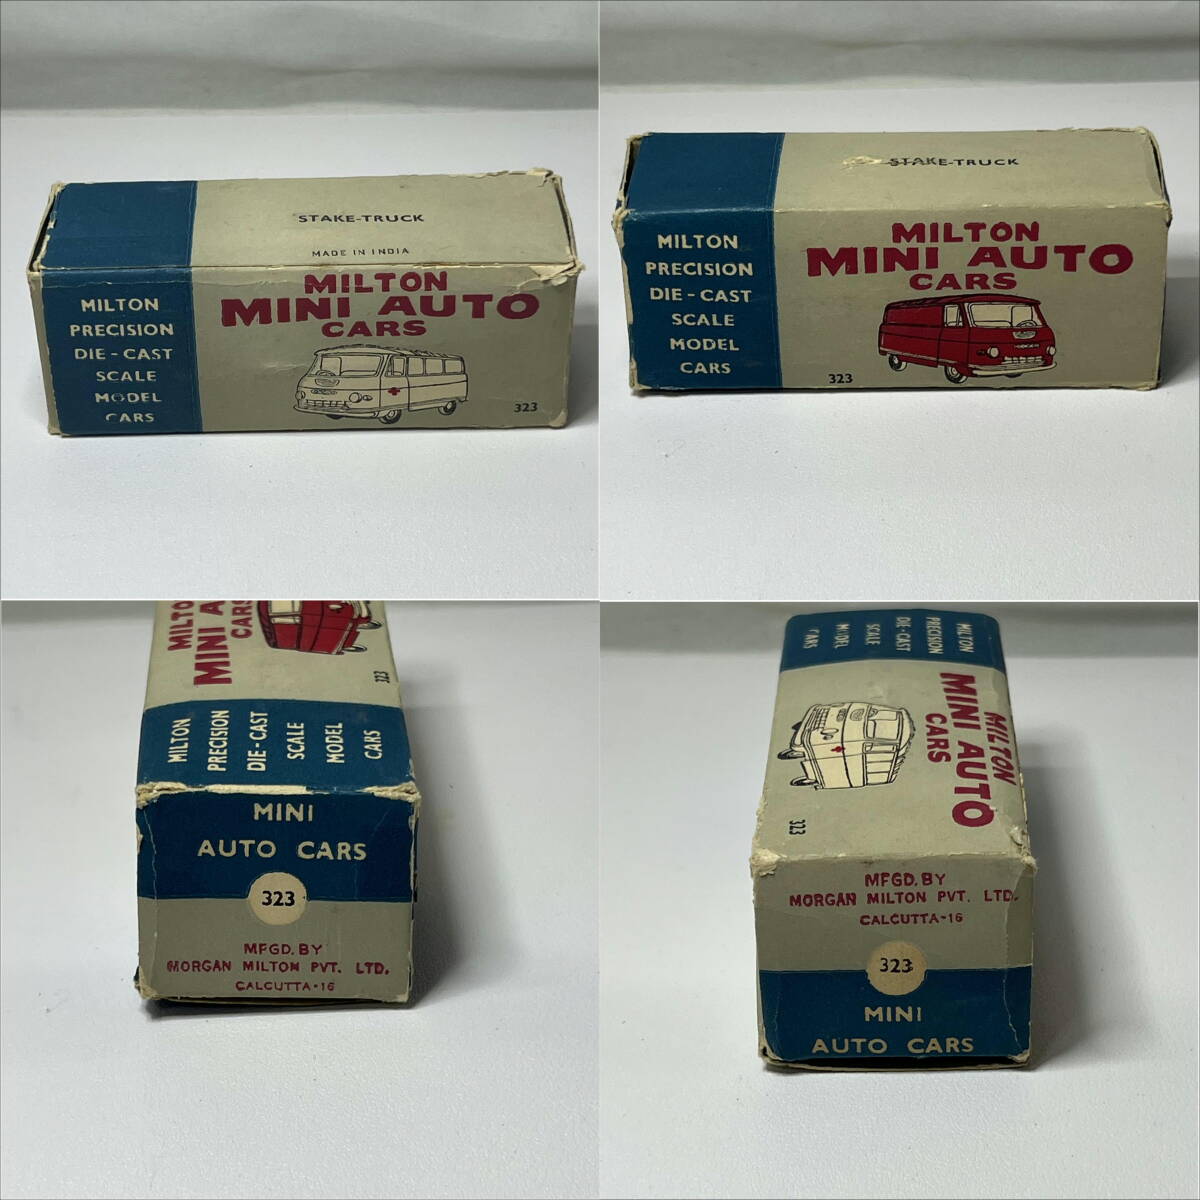 STAKE-TRUCK
MADE IN INDIA
MILTON
PRECISION
DIE-CAST
SCALE
MODEL
CARS
MILTON
MINI AUTO
CARS
323
STAKE-TRUCK
MILTON
PRECISION
DIE-CAST
SCALE
MODEL
CARS
MILTON
MINI AUTO
CARS
323
MILTO
MINI A
CARS
323
MILTON
PRECISION
DIE-CAST
SCALE
MODEL
CARS
MINI
AUTO CARS
323
MFGD. BY
MORGAN MILTON PVT. LTD.
CALCUTTA-16
MILTON
PRECISION
DIE-CAST
SCALE
MODEL
CARS
MILTON
MINI AUTO
CARS
323
MFGD. BY
MORGAN MILTON PVT. LTD.
CALCUTTA-16
323
MINI
AUTO CARS